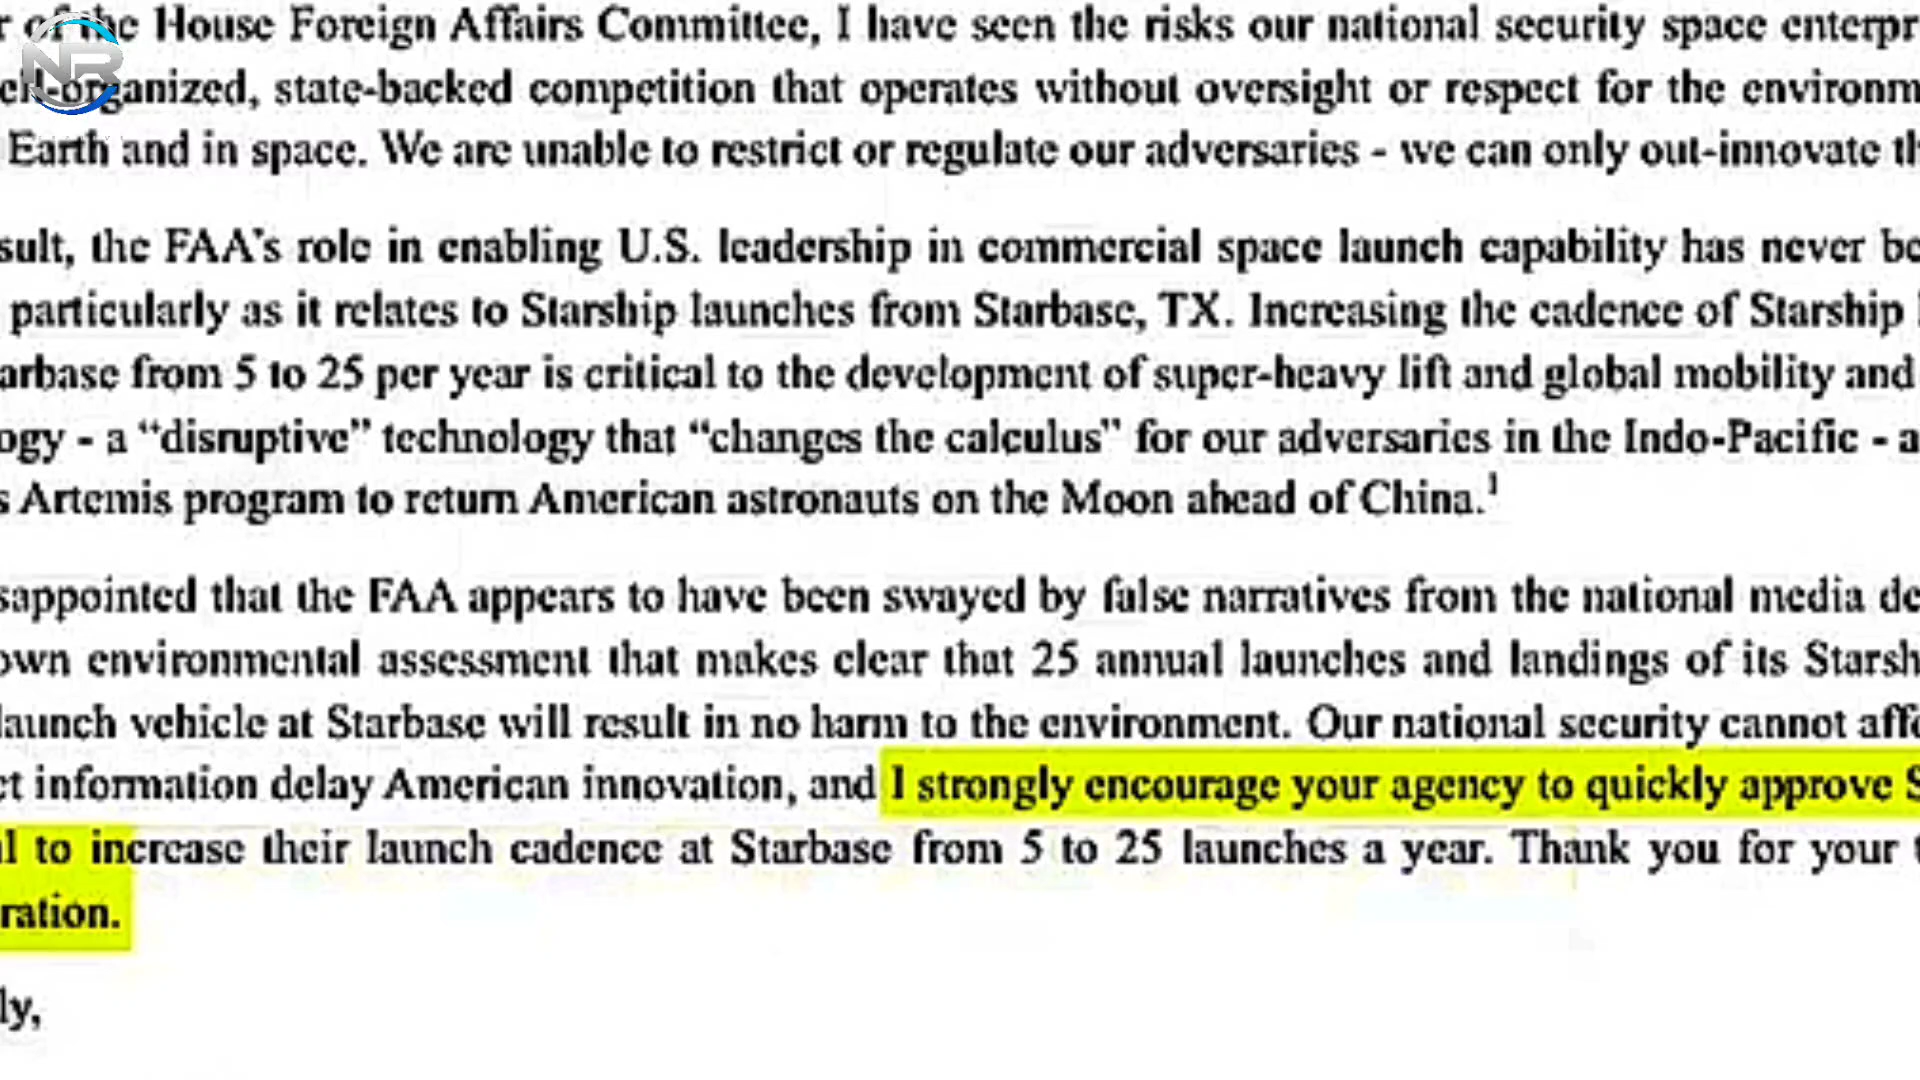 r of the House Foreign Affairs Committee, I have seen the risks our national security space enterpr
ell-organized, state-backed competition that operates without oversight or respect for the environm
Earth and in space. We are unable to restrict or regulate our adversaries - we can only out-innovate th
sult, the FAA's role in enabling U.S. leadership in commercial space launch capability has never be
particularly as it relates to Starship launches from Starbase, TX. Increasing the cadence of Starship l
arbase from 5 to 25 per year is critical to the development of super-heavy lift and global mobility and
ogy - a “disruptive” technology that “changes the calculus” for our adversaries in the Indo-Pacific - a
s Artemis program to return American astronauts on the Moon ahead of China.1
sappointed that the FAA appears to have been swayed by false narratives from the national media de
own environmental assessment that makes clear that 25 annual launches and landings of its Starsh
launch vehicle at Starbase will result in no harm to the environment. Our national security cannot affo
ct information delay American innovation, and I strongly encourage your agency to quickly approve S
al to increase their launch cadence at Starbase from 5 to 25 launches a year. Thank you for your t
ration.
ly,
NR